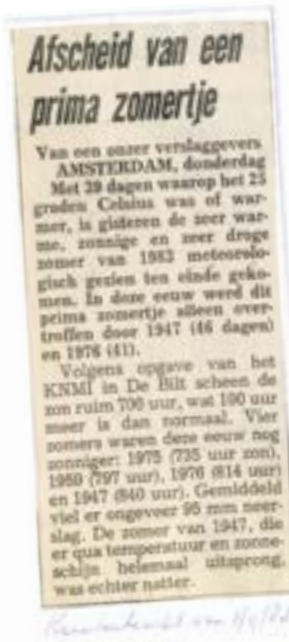 Afscheid van een
prima zomertje
Van een onzer verslaggevers
AMSTERDAM, donderdag
Met 39 dagen waarop het 25
graden Celsius was of war-
mer, is gisteren de zeer war-
me, zonnige en zeer droge
zomer van 1983 meteorolo-
gisch gezien ten einde geko-
men. In deze eeuw werd dit
prima zomertje alleen over-
troffen door 1947 (46 dagen)
en 1976 (41).
Volgens opgave van het
KNMI in De Bilt scheen de
zon ruim 700 uur, wat 100 uur
meer is dan normaal. Vier
zomers waren deze eeuw nog
zonniger: 1975 (735 uur zon),
1959 (797 uur), 1976 (814 uur)
en 1947 (840 uur). Gemiddeld
viel er ongeveer 95 mm neer-
slag. De zomer van 1947, die
er qua temperatuur en zonne-
schijn helemaal uitsprong,
was echter natter.